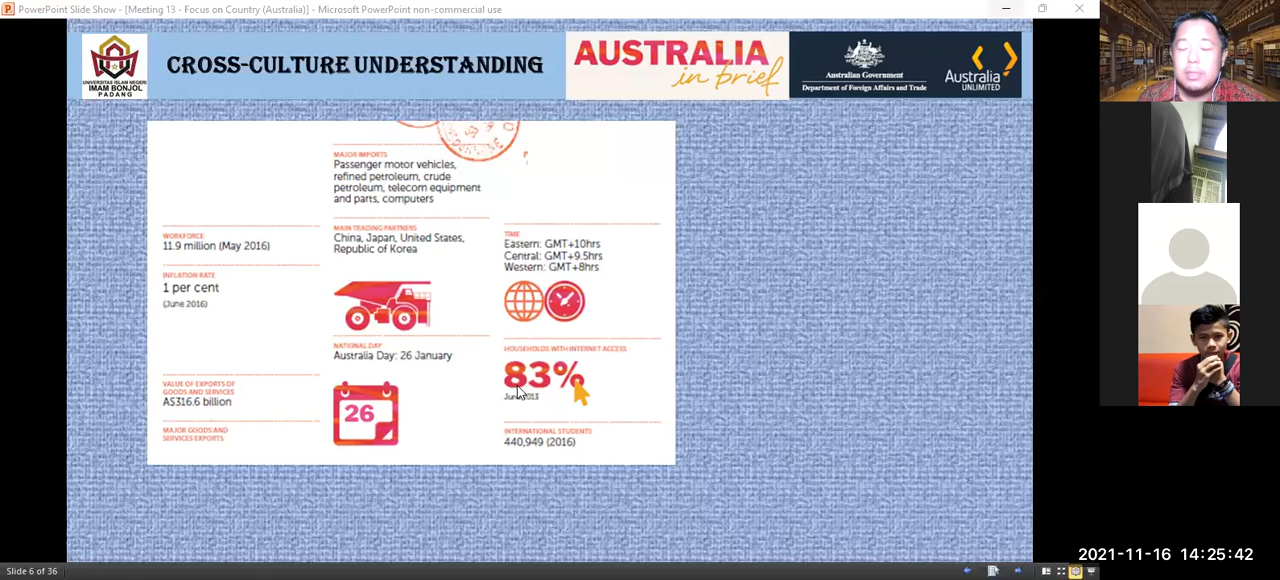 PowerPoint Slide Show - [Meeting 13 - Focus on Country (Australia)] - Microsoft PowerPoint non-commercial use
UNIVERSITAS ISLAM NEGERI
IMAM BONJOL
PADANG
CROSS-CULTURE UNDERSTANDING
AUSTRALIA
in brief
Australian Government
Department of Foreign Affairs and Trade
Australia
UNLIMITED
WORKFORCE
11.9 million (May 2016)
INFLATION RATE
1 per cent
(June 2016)
VALUE OF EXPORTS OF
GOODS AND SERVICES
A$316.6 billion
MAJOR GOODS AND
SERVICES EXPORTS
MAJOR IMPORTS
Passenger motor vehicles,
refined petroleum, crude
petroleum, telecom equipment
and parts, computers
MAIN TRADING PARTNERS
China, Japan, United States,
Republic of Korea
NATIONAL DAY
Australia Day: 26 January
26
TIME
Eastern: GMT+10hrs
Central: GMT+9.5hrs
Western: GMT+8hrs
HOUSEHOLDS WITH INTERNET ACCESS
83%
2013
INTERNATIONAL STUDENTS
440,949 (2016)
2021-11-16 14:25:42
Slide 6 of 36